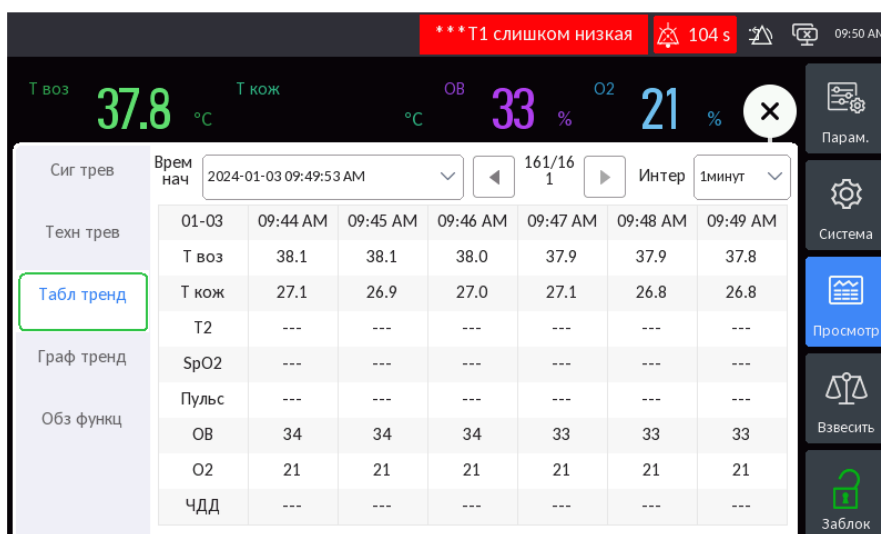 ***T1 слишком низкая 104 s 09:50 AM
Т воз 37.8 °C Т кож °C ОВ 33 % О2 21 %
Парам.
Сиг трев
Техн трев
Табл тренд
Граф тренд
Обз функц
Врем нач 2024-01-03 09:49:53 AM 161/16 1 Интер 1минут
01-03 09:44 AM 09:45 AM 09:46 AM 09:47 AM 09:48 AM 09:49 AM
Т воз 38.1 38.1 38.0 37.9 37.9 37.8
Т кож 27.1 26.9 27.0 27.1 26.8 26.8
T2 --- --- --- --- --- ---
SpO2 --- --- --- --- --- ---
Пульс --- --- --- --- --- ---
ОВ 34 34 34 33 33 33
О2 21 21 21 21 21 21
ЧДД --- --- --- --- --- ---
Система
Просмотр
Взвесить
Заблок